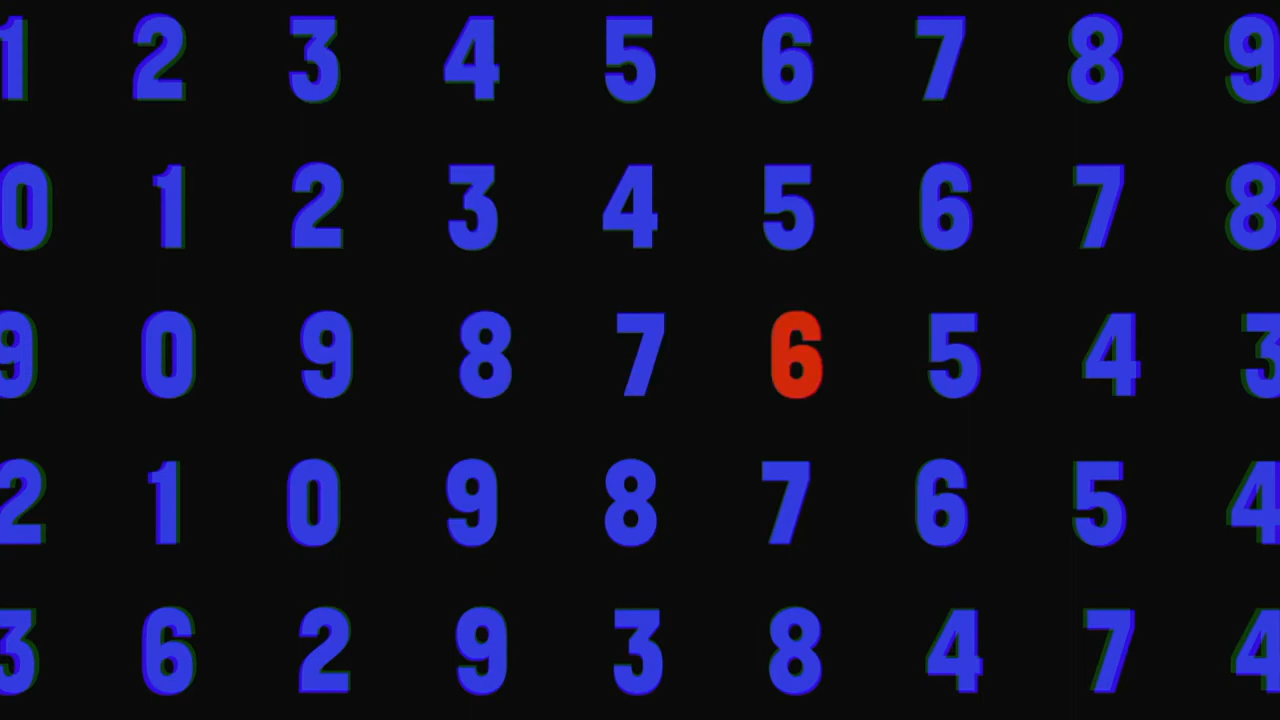 1 2 3 4 5 6 7 8 9
0 1 2 3 4 5 6 7 8
9 0 9 8 7 6 5 4 3
2 1 0 9 8 7 6 5 4
3 6 2 9 3 8 4 7 4